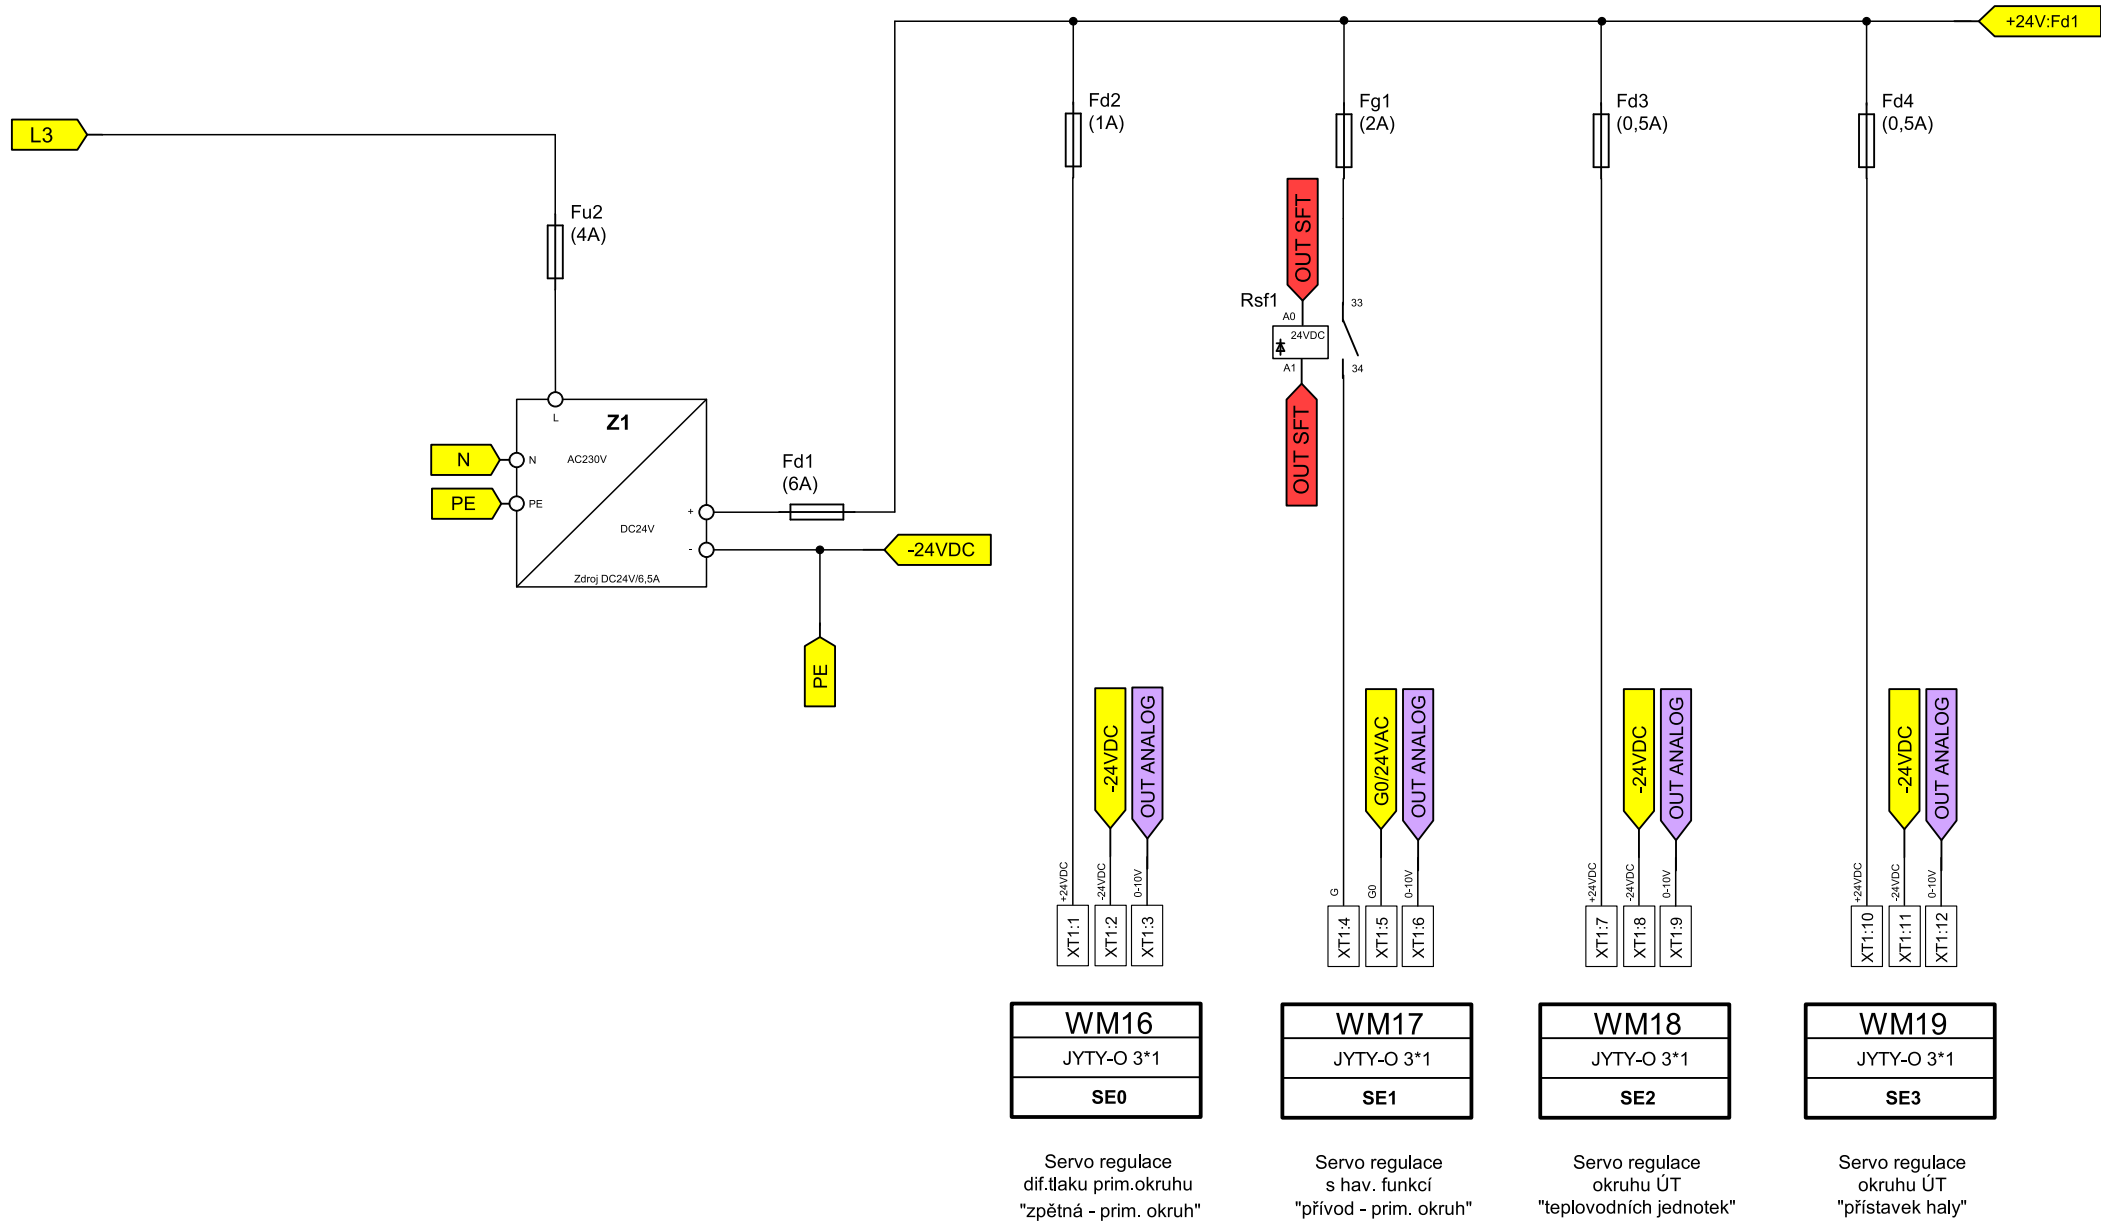 +24V:Fd1
L3
Fd2
(1A)
Fg1
(2A)
Fd3
(0,5A)
Fd4
(0,5A)
Fu2
(4A)
OUT SFT
Rsf1
A0
24VDC
A1
33
34
OUT SFT
L
Z1
N
N
AC230V
PE
PE
Fd1
(6A)
+
DC24V
-
-24VDC
Zdroj DC24V/6,5A
PE
-24VDC
OUT ANALOG
G0/24VAC
OUT ANALOG
-24VDC
OUT ANALOG
-24VDC
OUT ANALOG
+24VDC
-24VDC
0-10V
G
G0
0-10V
+24VDC
-24VDC
0-10V
+24VDC
-24VDC
0-10V
XT1:1
XT1:2
XT1:3
XT1:4
XT1:5
XT1:6
XT1:7
XT1:8
XT1:9
XT1:10
XT1:11
XT1:12
WM16
JYTY-O 3*1
SE0
WM17
JYTY-O 3*1
SE1
WM18
JYTY-O 3*1
SE2
WM19
JYTY-O 3*1
SE3
Servo regulace
dif.tlaku prim.okruhu
"zpětná - prim. okruh"
Servo regulace
s hav. funkcí
"přívod - prim. okruh"
Servo regulace
okruhu ÚT
"teplovodních jednotek"
Servo regulace
okruhu ÚT
"přístavek haly"